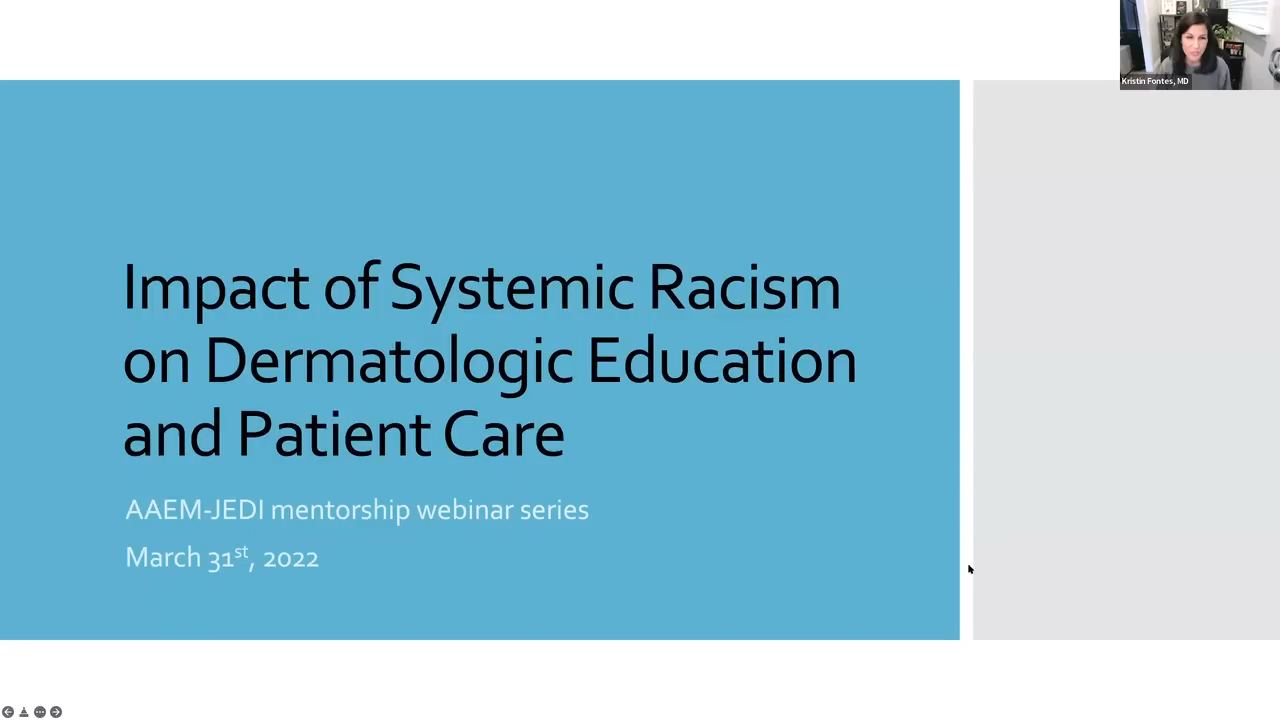 Kristin Fontes, MD
Impact of Systemic Racism
on Dermatologic Education
and Patient Care
AAEM-JEDI mentorship webinar series
March 31st, 2022